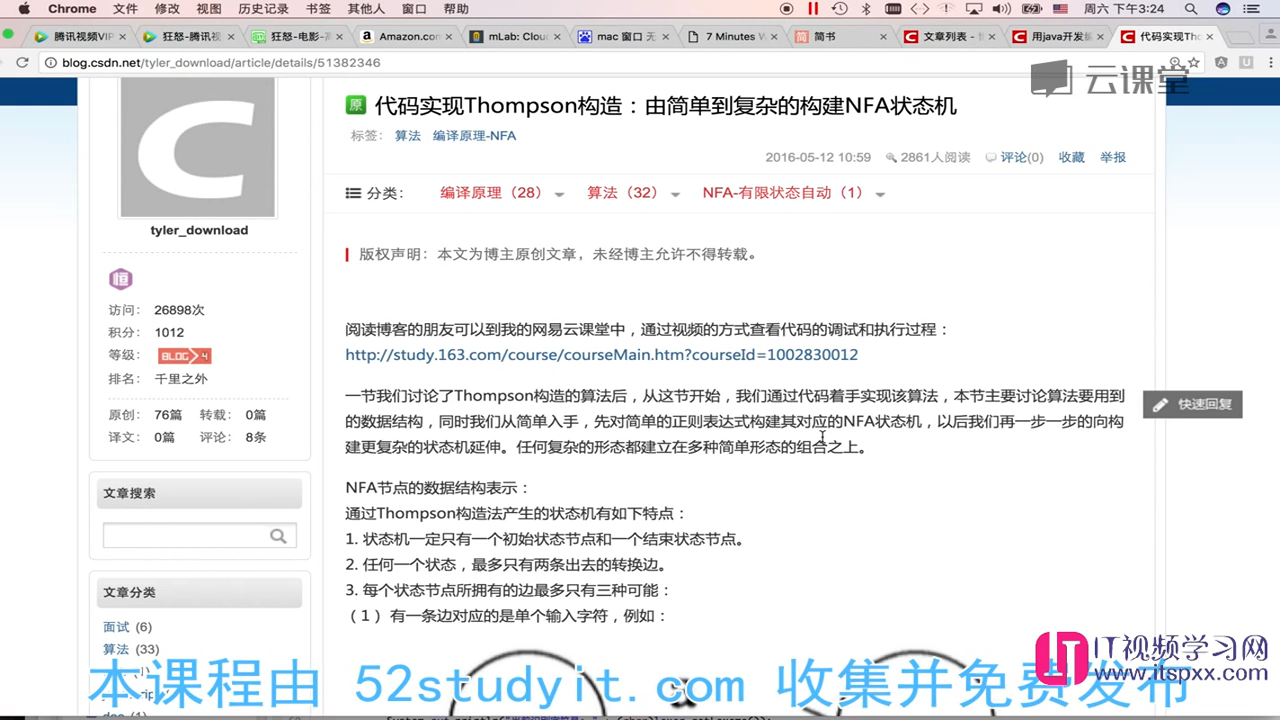 Chrome 文件 修改 视图 历史记录 书签 其他人 窗口 帮助 周六 下午3:24
腾讯视频VIP 狂怒-腾讯视 狂怒-电影-高 Amazon.con mLab: Clou mac 窗口 无 7 Minutes W 简书 文章列表 - 用java开发编 代码实现Tho
blog.csdn.net/tyler_download/article/details/51382346
云课堂
原 代码实现Thompson构造：由简单到复杂的构建NFA状态机
标签： 算法 编译原理-NFA
2016-05-12 10:59 2861人阅读 评论(0) 收藏 举报
分类： 编译原理（28） 算法（32） NFA-有限状态自动（1）
tyler_download
版权声明：本文为博主原创文章，未经博主允许不得转载。
恒
访问： 26898次
积分： 1012
等级： BLOG 4
排名： 千里之外
原创： 76篇 转载： 0篇
译文： 0篇 评论： 8条
文章搜索
文章分类
面试 (6)
算法 (33)
阅读博客的朋友可以到我的网易云课堂中，通过视频的方式查看代码的调试和执行过程：
http://study.163.com/course/courseMain.htm?courseId=1002830012
一节我们讨论了Thompson构造的算法后，从这节开始，我们通过代码着手实现该算法，本节主要讨论算法要用到
的数据结构，同时我们从简单入手，先对简单的正则表达式构建其对应的NFA状态机，以后我们再一步一步的向构
建更复杂的状态机延伸。任何复杂的形态都建立在多种简单形态的组合之上。
快速回复
NFA节点的数据结构表示：
通过Thompson构造法产生的状态机有如下特点：
1. 状态机一定只有一个初始状态节点和一个结束状态节点。
2. 任何一个状态，最多只有两条出去的转换边。
3. 每个状态节点所拥有的边最多只有三种可能：
（1） 有一条边对应的是单个输入字符，例如：
IT视频学习网
www.itspxx.com
本课程由 52studyit.com 收集并免费发布